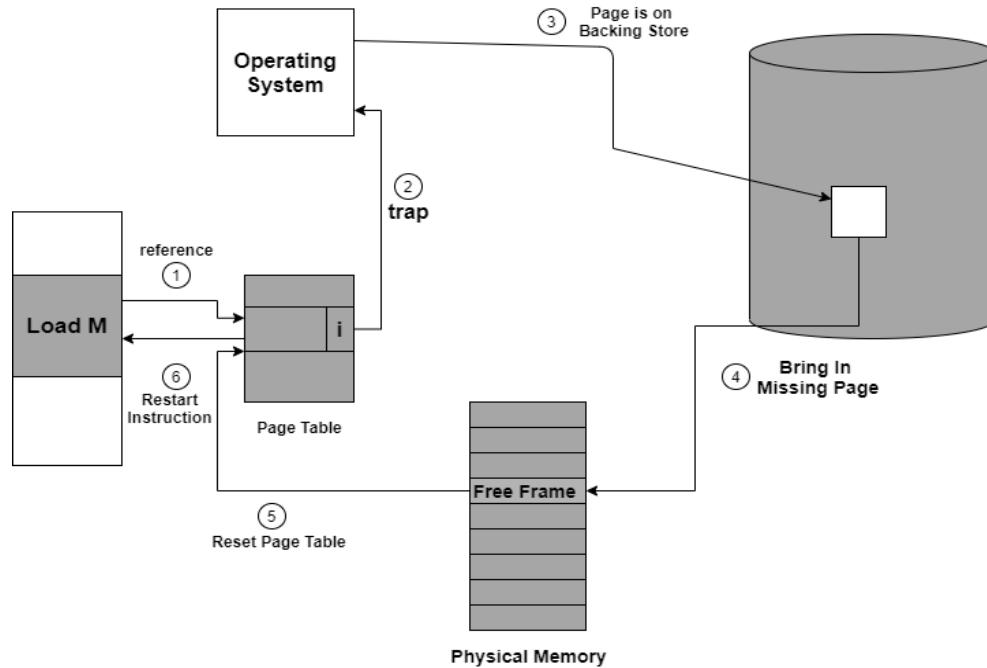 3
Page is on
Backing Store
Operating
System
2
trap
reference
1
Load M
i
6
Restart
Instruction
Page Table
4
Bring In
Missing Page
Free Frame
5
Reset Page Table
Physical Memory